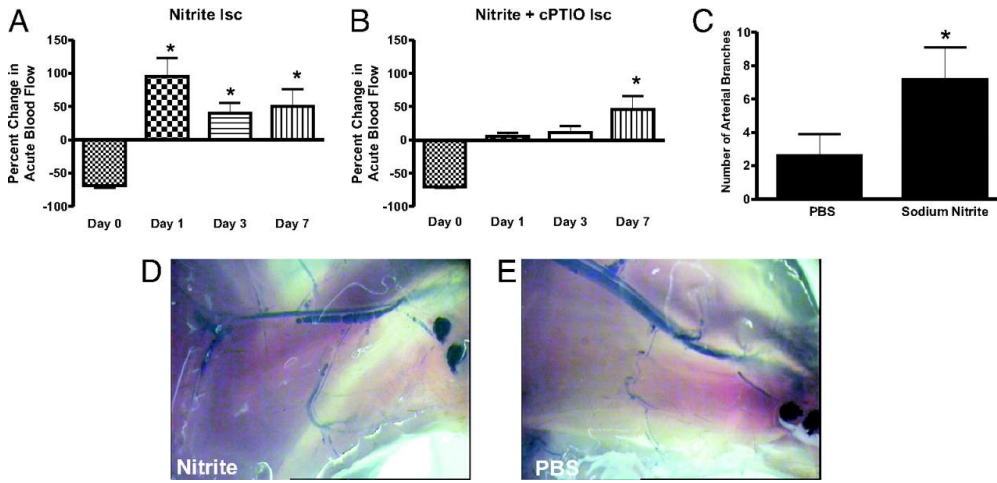 A
Nitrite Isc
Percent Change in
Acute Blood Flow
150
100
50
0
-50
-100
*
*
*
Day 0 Day 1 Day 3 Day 7
B
Nitrite + cPTIO Isc
Percent Change in
Acute Blood Flow
150
100
50
0
-50
-100
*
Day 0 Day 1 Day 3 Day 7
C
Number of Arterial Branches
10
8
6
4
2
0
*
PBS Sodium Nitrite
D
Nitrite
E
PBS